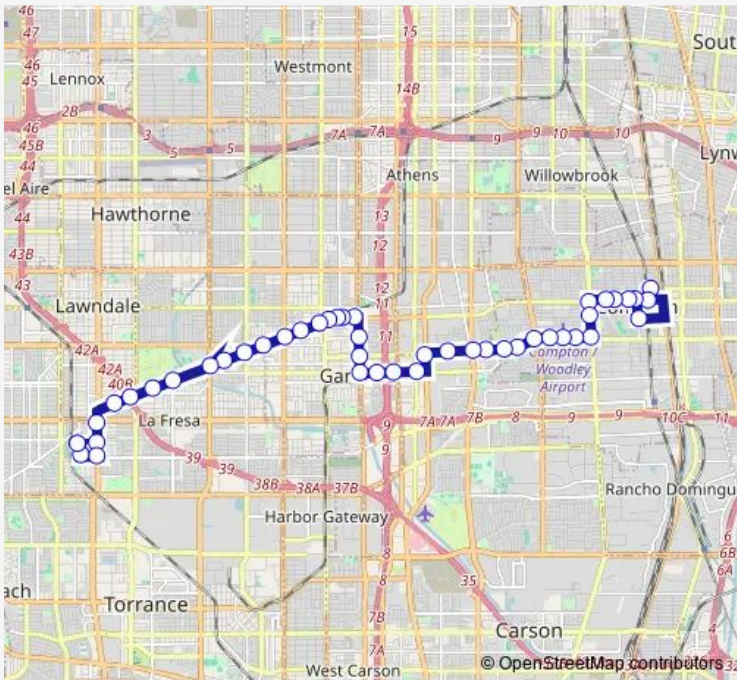 46
47
15
46
45
Lennox
Westmont
South
14B
2B
3
5
5
7A
7A
9
9
10
10
46
45B
44
Lynw
el Aire
Athens
Willowbrook
44
13
Hawthorne
12
43B
43
12
11
Lawndale
11
42A
42A
40B
Gar
Compton /
Woodley
Airport
La Fresa
9
7A
7A
7B
8
9
9
10C
11
39
39
9
38B
38A
37B
Rancho Domingu
Harbor Gateway
8
6B
6A
ach
35
Torrance
7B
7A
4
Carson
West Carson
© OpenStreetMap contributors